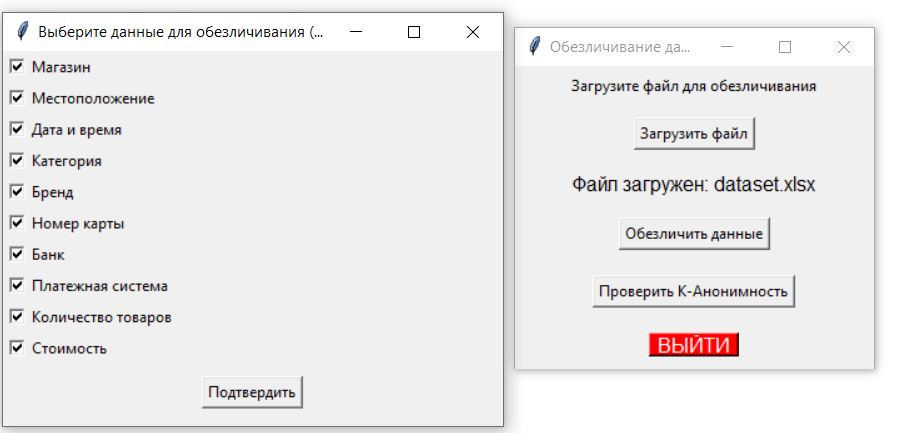 Выберите данные для обезличивания (...
Магазин
Местоположение
Дата и время
Категория
Бренд
Номер карты
Банк
Платежная система
Количество товаров
Стоимость
Подтвердить
Обезличивание да...
Загрузите файл для обезличивания
Загрузить файл
Файл загружен: dataset.xlsx
Обезличить данные
Проверить К-Анонимность
ВЫЙТИ